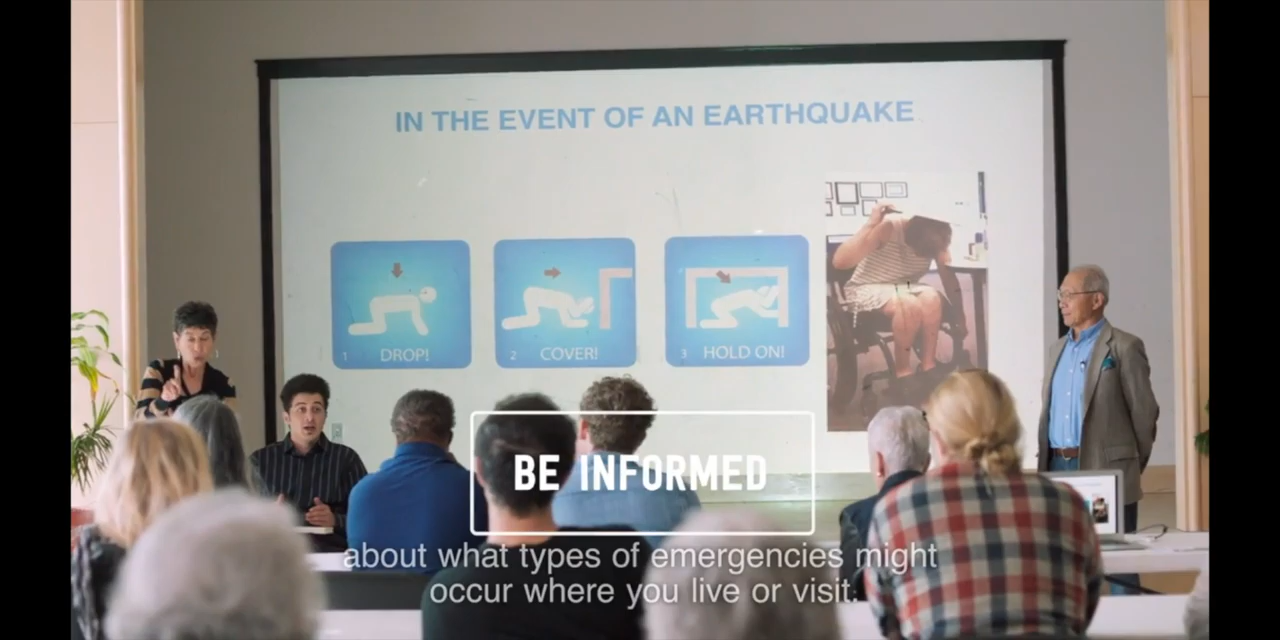 IN THE EVENT OF AN EARTHQUAKE
1 DROP!
2 COVER!
3 HOLD ON!
BE INFORMED
about what types of emergencies might
occur where you live or visit.